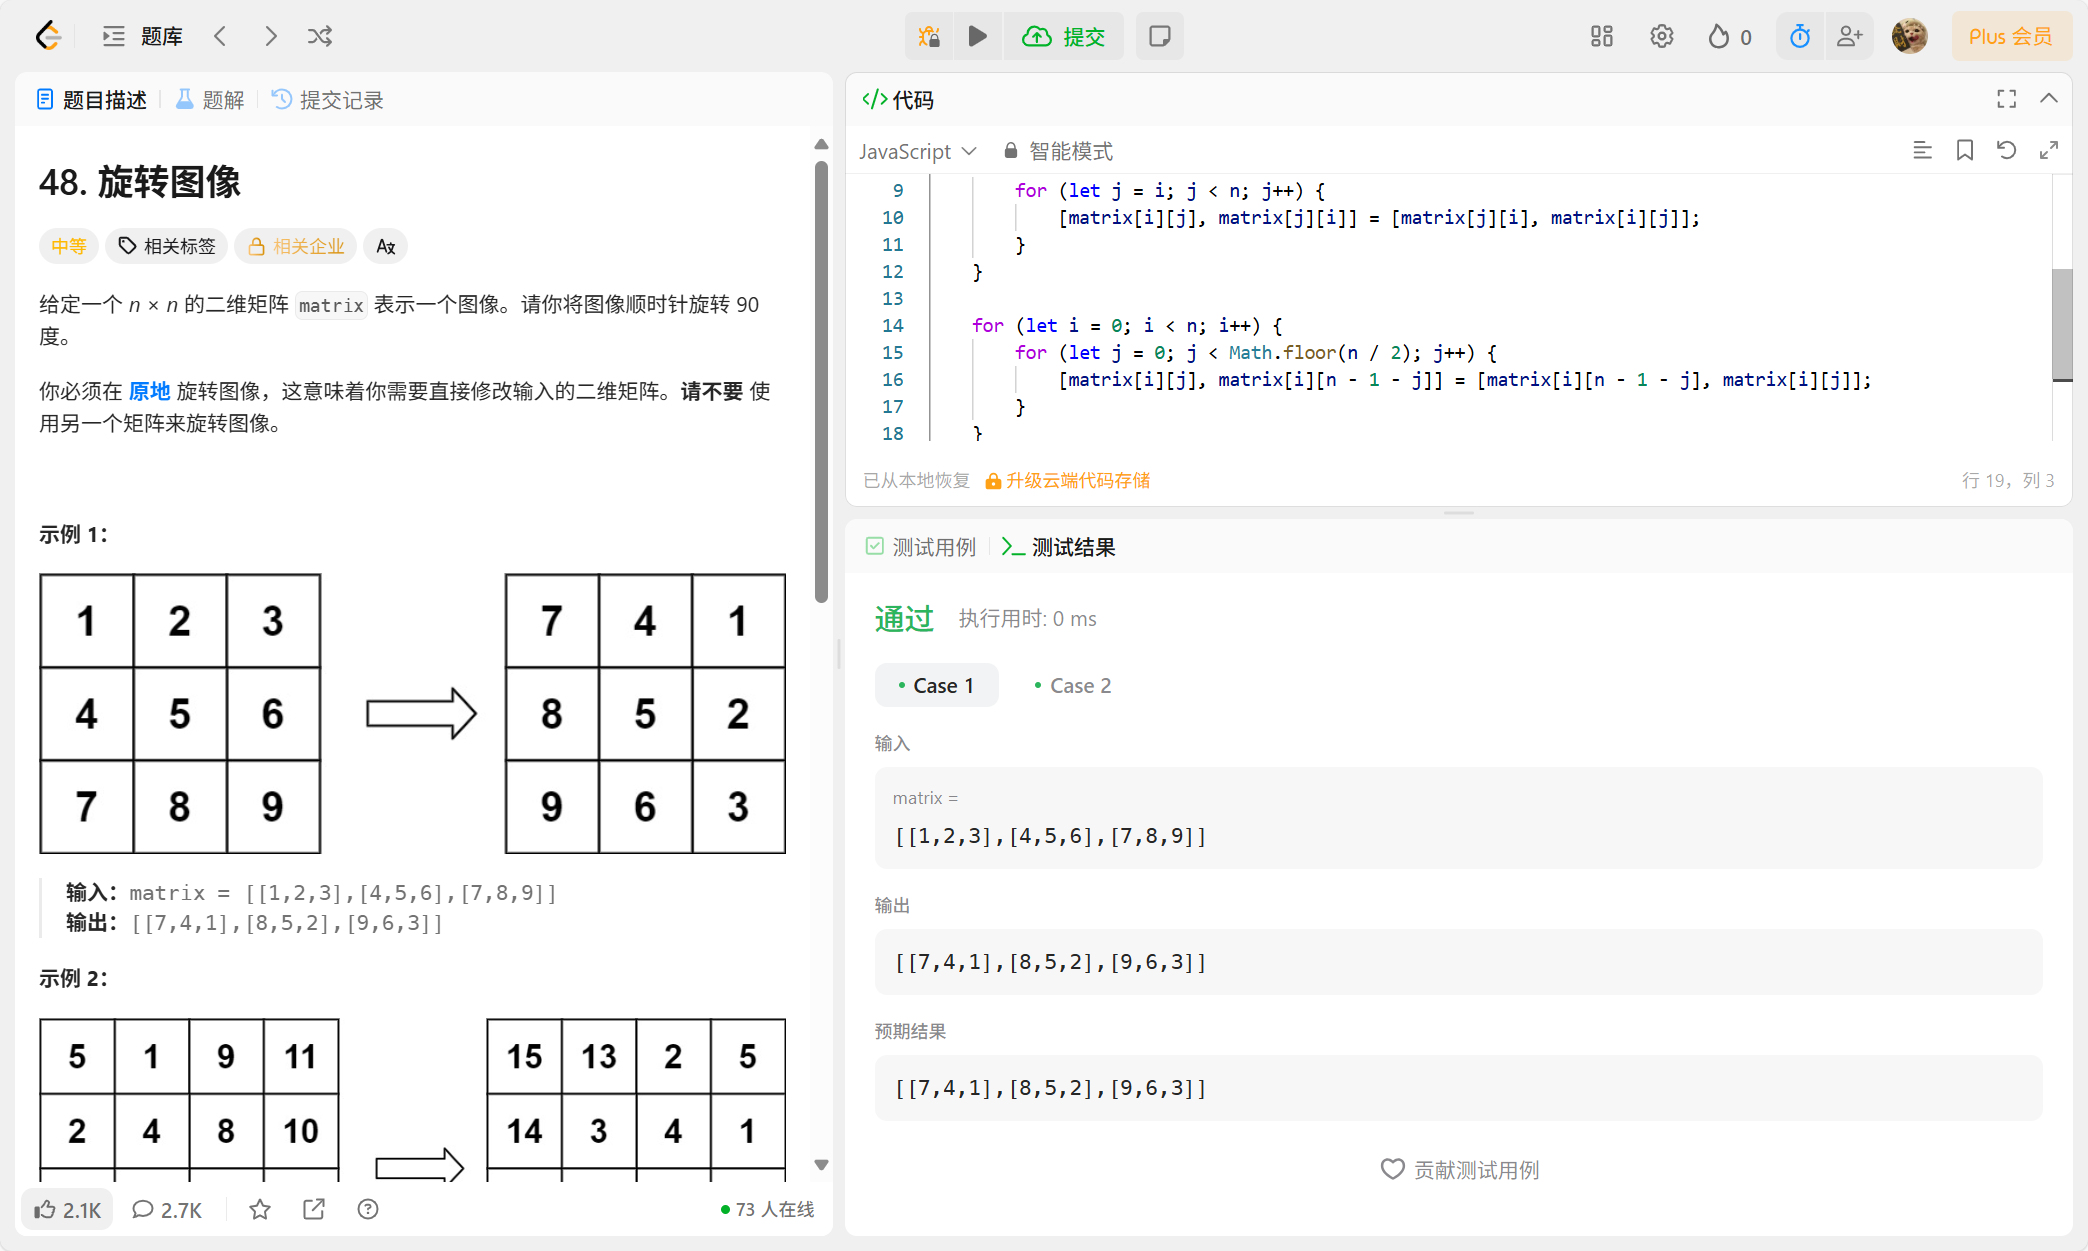 题库
提交
0
Plus 会员
题目描述
题解
提交记录
48. 旋转图像
中等
相关标签
相关企业
给定一个 n × n 的二维矩阵 matrix 表示一个图像。请你将图像顺时针旋转 90
度。
你必须在 原地 旋转图像，这意味着你需要直接修改输入的二维矩阵。请不要 使
用另一个矩阵来旋转图像。
示例 1：
1 2 3 7 4 1
4 5 6 8 5 2
7 8 9 9 6 3
输入：matrix = [[1,2,3],[4,5,6],[7,8,9]]
输出：[[7,4,1],[8,5,2],[9,6,3]]
示例 2：
5 1 9 11 15 13 2 5
2 4 8 10 14 3 4 1
2.1K
2.7K
73 人在线
</> 代码
JavaScript
智能模式
9 for (let j = i; j < n; j++) {
10 [matrix[i][j], matrix[j][i]] = [matrix[j][i], matrix[i][j]];
11 }
12 }
13
14 for (let i = 0; i < n; i++) {
15 for (let j = 0; j < Math.floor(n / 2); j++) {
16 [matrix[i][j], matrix[i][n - 1 - j]] = [matrix[i][n - 1 - j], matrix[i][j]];
17 }
18 }
已从本地恢复
升级云端代码存储
行 19，列 3
测试用例
测试结果
通过
执行用时: 0 ms
Case 1
Case 2
输入
matrix =
[[1,2,3],[4,5,6],[7,8,9]]
输出
[[7,4,1],[8,5,2],[9,6,3]]
预期结果
[[7,4,1],[8,5,2],[9,6,3]]
贡献测试用例